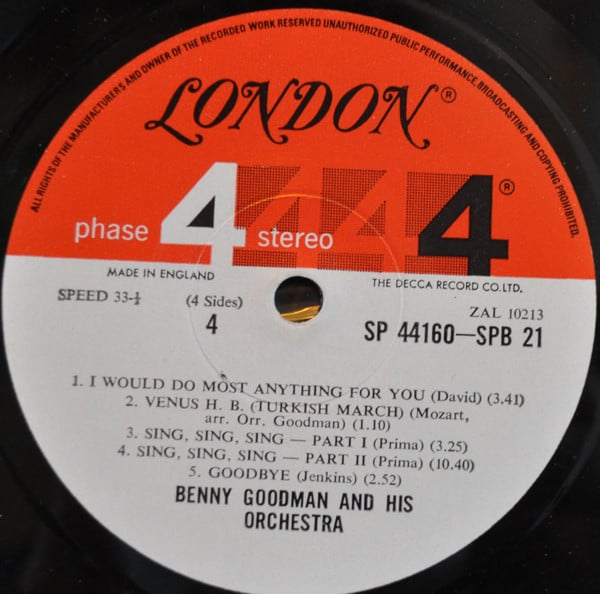 ALL RIGHTS OF THE MANUFACTURERS AND OWNER OF THE RECORDED WORK RESERVED UNAUTHORIZED PUBLIC PERFORMANCE, BROADCASTING AND COPYING PROHIBITED.
LONDON®
phase 4 stereo 4 4 4®
MADE IN ENGLAND
THE DECCA RECORD CO. LTD.
SPEED 33-⅓
(4 Sides)
4
ZAL 10213
SP 44160—SPB 21
1. I WOULD DO MOST ANYTHING FOR YOU (David) (3.41)
2. VENUS H. B. (TURKISH MARCH) (Mozart,
arr. Orr, Goodman) (1.10)
3. SING, SING, SING — PART I (Prima) (3.25)
4. SING, SING, SING — PART II (Prima) (10.40)
5. GOODBYE (Jenkins) (2.52)
BENNY GOODMAN AND HIS
ORCHESTRA